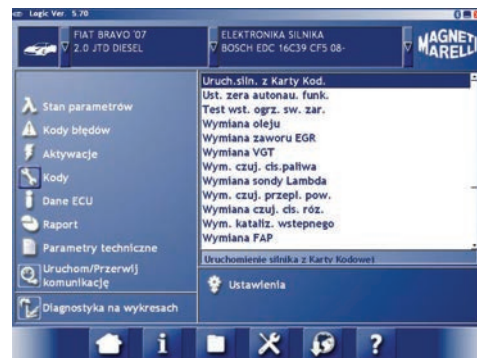 Logic Ver. 5.70
FIAT BRAVO '07
2.0 JTD DIESEL
ELEKTRONIKA SILNIKA
BOSCH EDC 16C39 CF5 08-
MAGNETI
MARELLI
Stan parametrów
Kody błędów
Aktywacje
Kody
Dane ECU
Raport
Parametry techniczne
Uruchom/Przerwij
komunikację
Diagnostyka na wykresach
Uruch.siln. z Karty Kod.
Ust. zera autonau. funk.
Test wst. ogrz. sw. zar.
Wymiana oleju
Wymiana zaworu EGR
Wymiana VGT
Wym. czuj. cis.paliwa
Wymiana sondy Lambda
Wym. czuj. przepl. pow.
Wymiana czuj. cis. róz.
Wym. kataliz. wstepnego
Wymiana FAP
Uruchomienie silnika z Karty Kodowei
Ustawienia